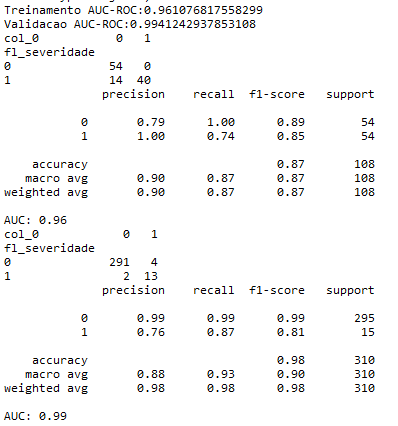 Treinamento AUC-ROC:0.961076817558299
Validacao AUC-ROC:0.9941242937853108
col_0 0 1
fl_severidade
0 54 0
1 14 40
precision recall f1-score support
0 0.79 1.00 0.89 54
1 1.00 0.74 0.85 54
accuracy 0.87 108
macro avg 0.90 0.87 0.87 108
weighted avg 0.90 0.87 0.87 108
AUC: 0.96
col_0 0 1
fl_severidade
0 291 4
1 2 13
precision recall f1-score support
0 0.99 0.99 0.99 295
1 0.76 0.87 0.81 15
accuracy 0.98 310
macro avg 0.88 0.93 0.90 310
weighted avg 0.98 0.98 0.98 310
AUC: 0.99